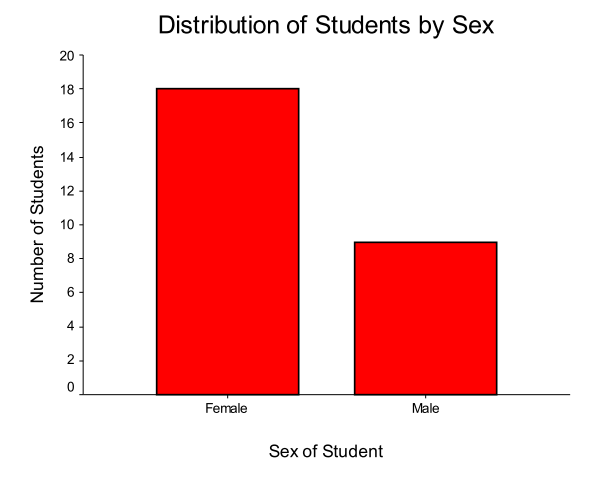 Distribution of Students by Sex
Number of Students
20
18
16
14
12
10
8
6
4
2
0
Female
Male
Sex of Student